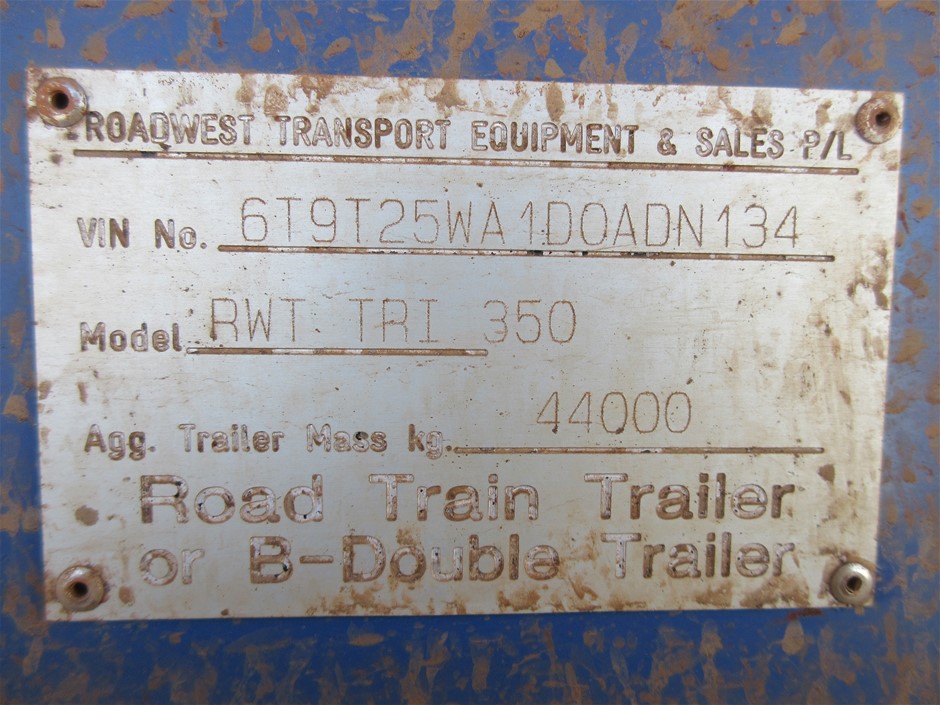 ROADWEST TRANSPORT EQUIPMENT & SALES P/L
VIN No. 6T9T25WA1D0ADN134
Model RWT TRI 350
Agg. Trailer Mass kg. 44000
Road Train Trailer
or B-Double Trailer